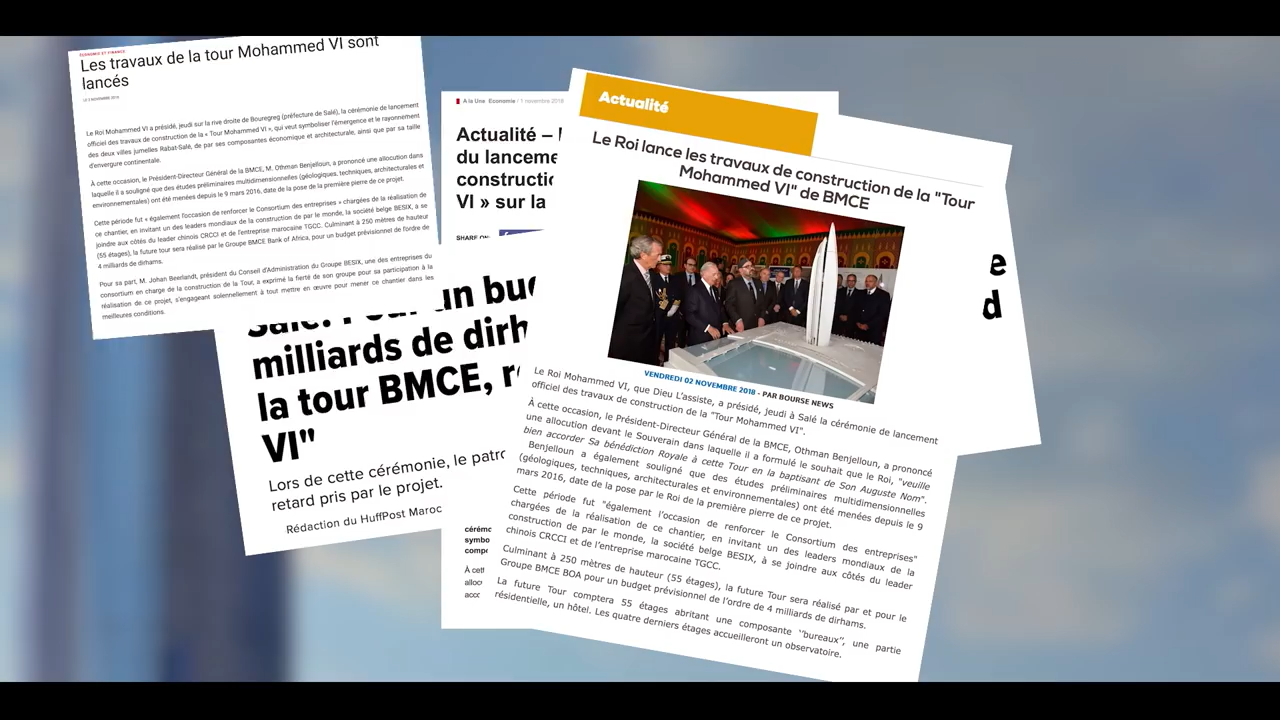 ÉCONOMIE ET FINANCE
Les travaux de la tour Mohammed VI sont
lancés
LE 2 NOVEMBRE 2018
Le Roi Mohammed VI a présidé, jeudi sur la rive droite de Bouregreg (préfecture de Salé), la cérémonie de lancement
officiel des travaux de construction de la « Tour Mohammed VI », qui veut symboliser l'émergence et le rayonnement
des deux villes jumelles Rabat-Salé, de par ses composantes économique et architecturale, ainsi que par sa taille
d'envergure continentale.
À cette occasion, le Président-Directeur Général de la BMCE, M. Othman Benjelloun, a prononcé une allocution dans
laquelle il a souligné que des études préliminaires multidimensionnelles (géologiques, techniques, architecturales et
environnementales) ont été menées depuis le 9 mars 2016, date de la pose de la première pierre de ce projet.
Cette période fut « également l'occasion de renforcer le Consortium des entreprises » chargées de la réalisation de
ce chantier, en invitant un des leaders mondiaux de la construction de par le monde, la société belge BESIX, à se
joindre aux côtés du leader chinois CRCCI et de l'entreprise marocaine TGCC. Culminant à 250 mètres de hauteur
(55 étages), la future tour sera réalisé par le Groupe BMCE Bank of Africa, pour un budget prévisionnel de l'ordre de
4 milliards de dirhams.
Pour sa part, M. Johan Beerlandt, président du Conseil d'Administration du Groupe BESIX, une des entreprises du
consortium en charge de la construction de la Tour, a exprimé la fierté de son groupe pour sa participation à la
réalisation de ce projet, s'engageant solennellement à tout mettre en œuvre pour mener ce chantier dans les
meilleures conditions.
A la Une Économie / 1 novembre 2018
Actualité –
du lanceme
constructio
VI » sur la
SHARE ON:
Salé: Pour un bud
milliards de dirh
la tour BMCE, r
VI"
Lors de cette cérémonie, le patro
retard pris par le projet.
Rédaction du HuffPost Maroc
cérém
symbo
compo
À cett
alloc
acco
e
d
Actualité
Le Roi lance les travaux de construction de la "Tour
Mohammed VI" de BMCE
VENDREDI 02 NOVEMBRE 2018 - PAR BOURSE NEWS
Le Roi Mohammed VI, que Dieu L'assiste, a présidé, jeudi à Salé la cérémonie de lancement
officiel des travaux de construction de la "Tour Mohammed VI".
À cette occasion, le Président-Directeur Général de la BMCE, Othman Benjelloun, a prononcé
une allocution devant le Souverain dans laquelle il a formulé le souhait que le Roi, "veuille
bien accorder Sa bénédiction Royale à cette Tour en la baptisant de Son Auguste Nom".
Benjelloun a également souligné que des études préliminaires multidimensionnelles
(géologiques, techniques, architecturales et environnementales) ont été menées depuis le 9
mars 2016, date de la pose par le Roi de la première pierre de ce projet.
Cette période fut "également l'occasion de renforcer le Consortium des entreprises"
chargées de la réalisation de ce chantier, en invitant un des leaders mondiaux de la
construction de par le monde, la société belge BESIX, à se joindre aux côtés du leader
chinois CRCCI et de l'entreprise marocaine TGCC.
Culminant à 250 mètres de hauteur (55 étages), la future Tour sera réalisé par et pour le
Groupe BMCE BOA pour un budget prévisionnel de l'ordre de 4 milliards de dirhams.
La future Tour comptera 55 étages abritant une composante ''bureaux'', une partie
résidentielle, un hôtel. Les quatre derniers étages accueilleront un observatoire.